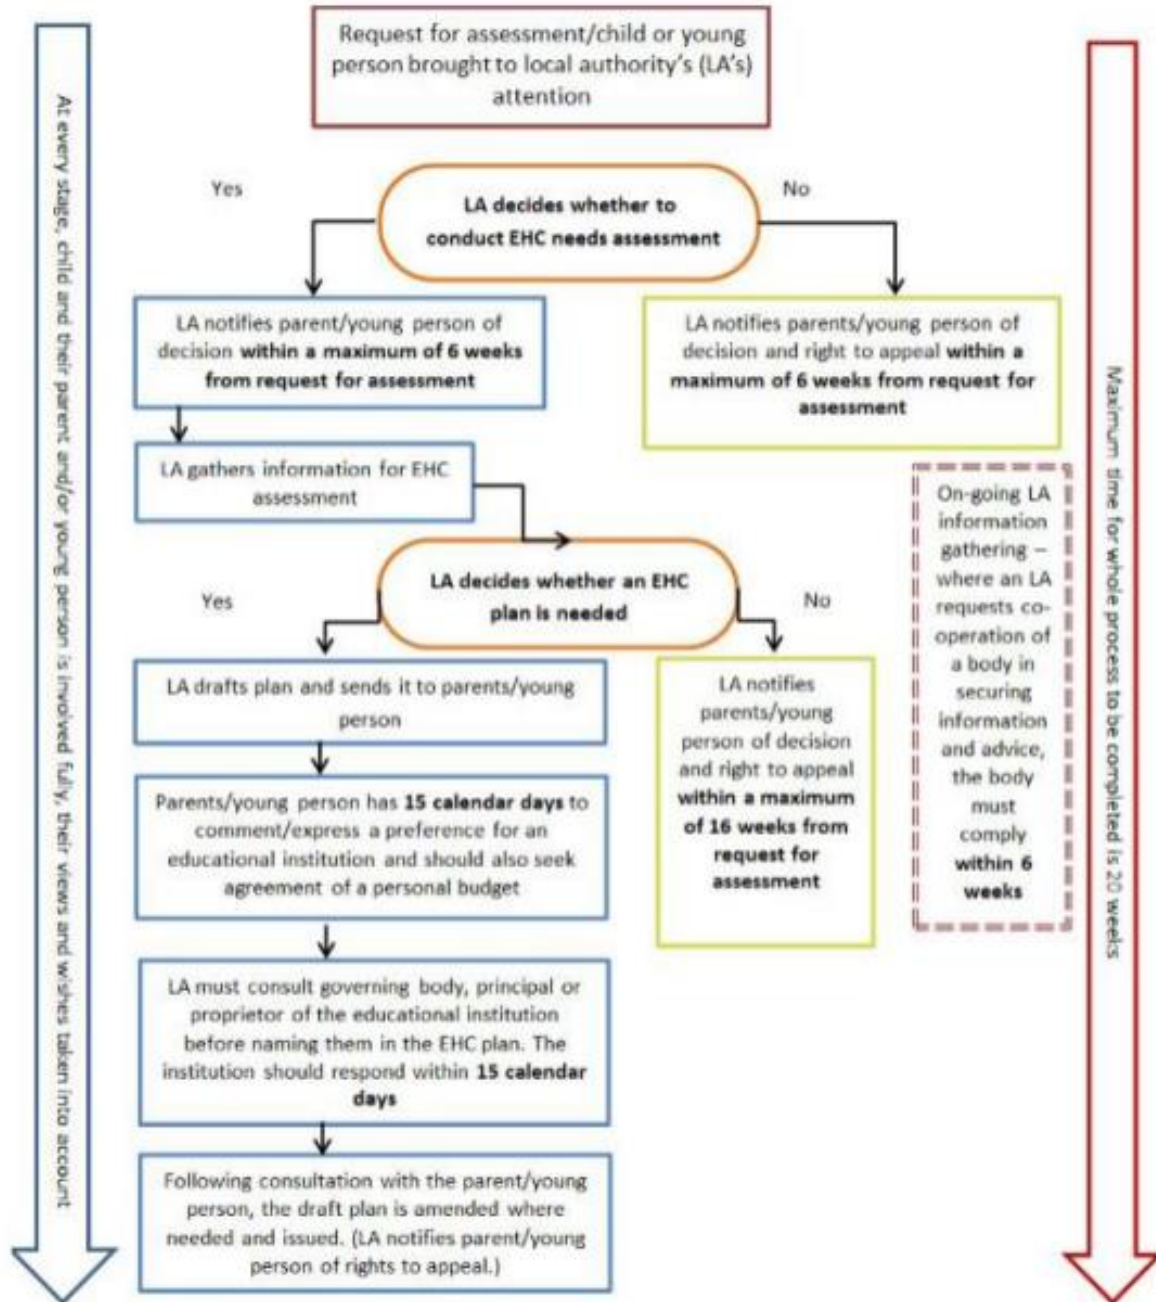 Request for assessment/child or young
person brought to local authority's (LA's)
attention
Yes
No
LA decides whether to
conduct EHC needs assessment
LA notifies parent/young person of
decision within a maximum of 6 weeks
from request for assessment
LA notifies parents/young person of
decision and right to appeal within a
maximum of 6 weeks from request for
assessment
LA gathers information for EHC
assessment
On-going LA
information
gathering –
where an LA
requests co-
operation of
a body in
securing
information
and advice,
the body
must
comply
within 6
weeks
LA decides whether an EHC
plan is needed
Yes
No
LA drafts plan and sends it to parents/young
person
LA notifies
parents/young
person of decision
and right to appeal
within a maximum
of 16 weeks from
request for
assessment
Parents/young person has 15 calendar days to
comment/express a preference for an
educational institution and should also seek
agreement of a personal budget
LA must consult governing body, principal or
proprietor of the educational institution
before naming them in the EHC plan. The
institution should respond within 15 calendar
days
Following consultation with the parent/young
person, the draft plan is amended where
needed and issued. (LA notifies parent/young
person of rights to appeal.)
At every stage, child and their parent and/or young person is involved fully, their views and wishes taken into account
Maximum time for whole process to be completed is 20 weeks